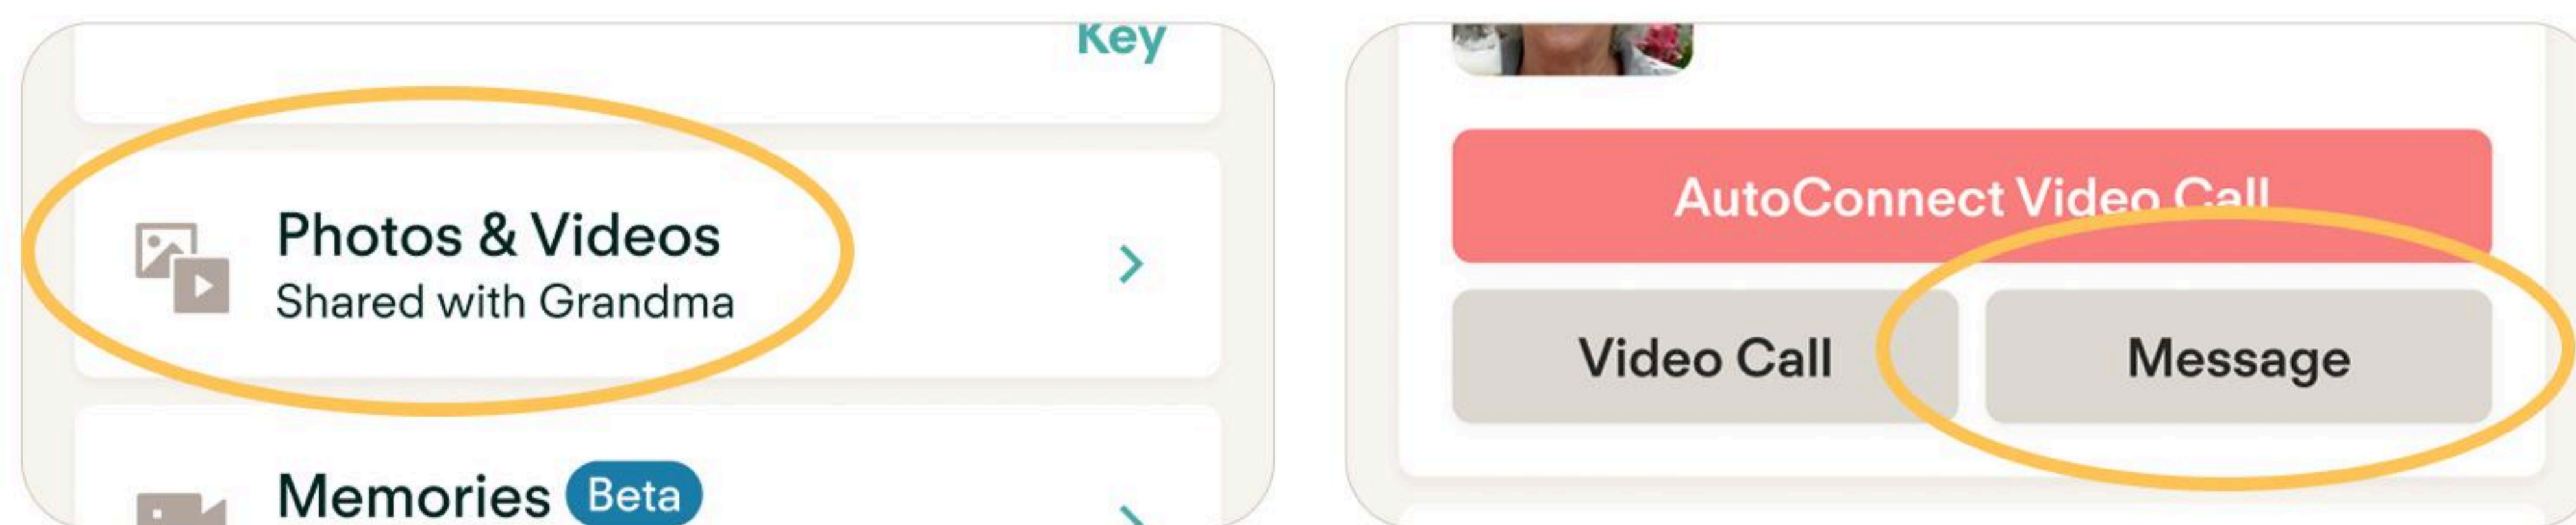 Key
Photos & Videos
Shared with Grandma
Memories Beta
AutoConnect Video Call
Video Call
Message